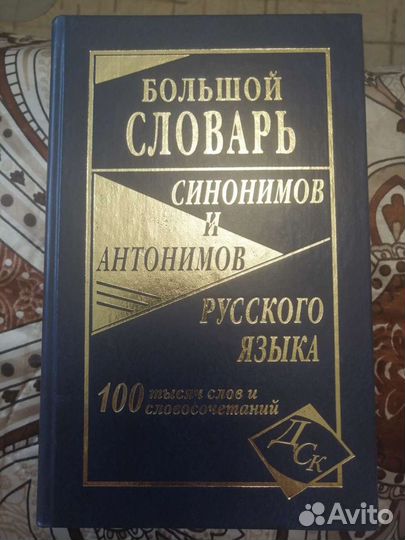 БОЛЬШОЙ
СЛОВАРЬ
СИНОНИМОВ
И
АНТОНИМОВ
РУССКОГО
ЯЗЫКА
100 тысяч слов и
словосочетаний
ДСК
Avito